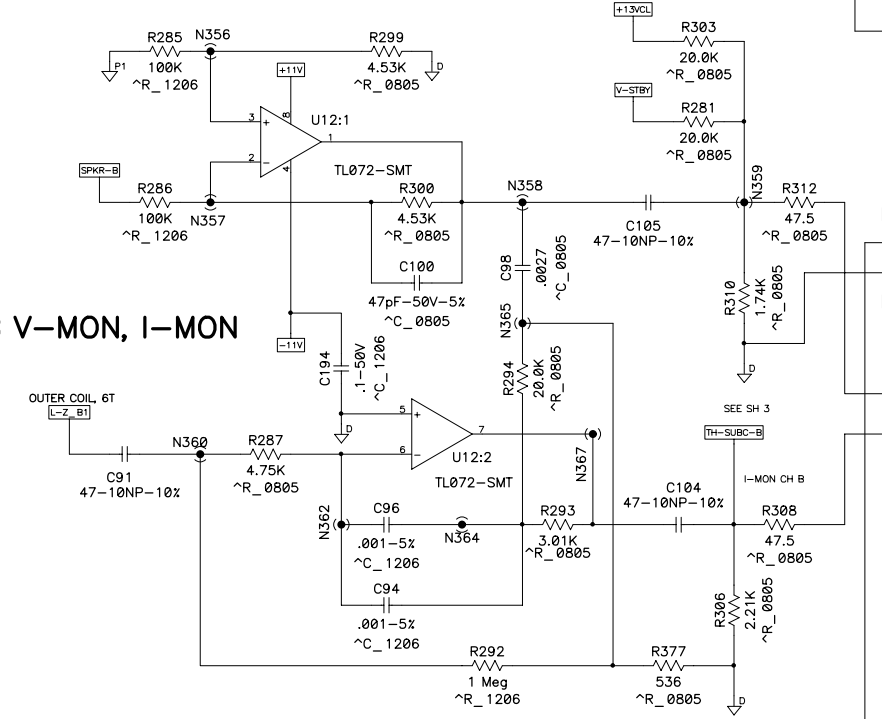 +13VCL
R303
20.0K
^R_0805
R285
N356
R299
100K
^R_1206
P1
4.53K
^R_0805
D
+11V
V-STBY
R281
20.0K
^R_0805
3
+
8
U12:1
1
2
−
4
TL072-SMT
SPKR-B
R286
100K
^R_1206
N357
R300
4.53K
^R_0805
N358
C105
47-10NP-10%
N359
R312
47.5
^R_0805
C100
47pF-50V-5%
^C_0805
C98
.0027
^C_0805
R310
1.74K
^R_0805
D
V-MON, I-MON
-11V
N365
C194
.1-50V
^C_1206
D
R294
20.0K
^R_0805
OUTER COIL, 6T
L-Z_B1
5
+
6
−
7
U12:2
TL072-SMT
SEE SH 3
TH-SUBC-B
C91
47-10NP-10%
N360
R287
4.75K
^R_0805
N367
I-MON CH B
N362
C96
.001-5%
^C_1206
N364
R293
3.01K
^R_0805
C104
47-10NP-10%
R308
47.5
^R_0805
C94
.001-5%
^C_1206
R306
2.21K
^R_0805
R292
1 Meg
^R_1206
R377
536
^R_0805
D